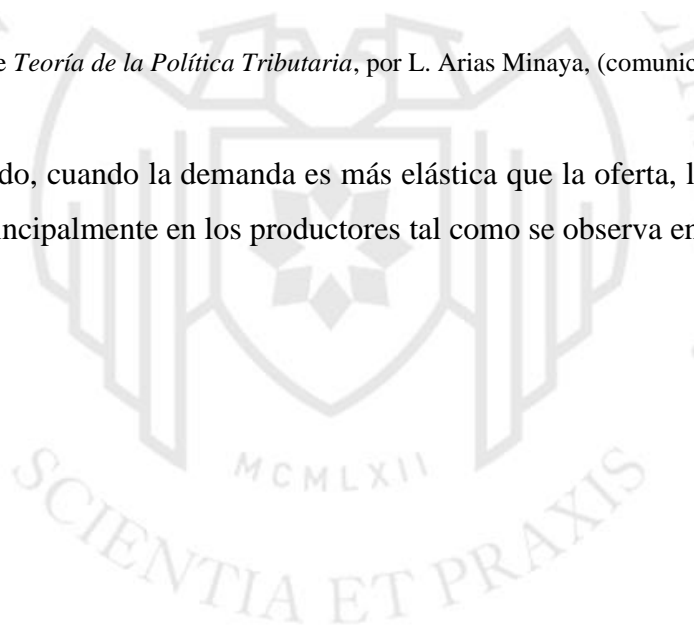 e Teoría de la Política Tributaria, por L. Arias Minaya, (comunic
do, cuando la demanda es más elástica que la oferta, l
incipalmente en los productores tal como se observa en
MCMLXII
SCIENTIA ET PRAXIS